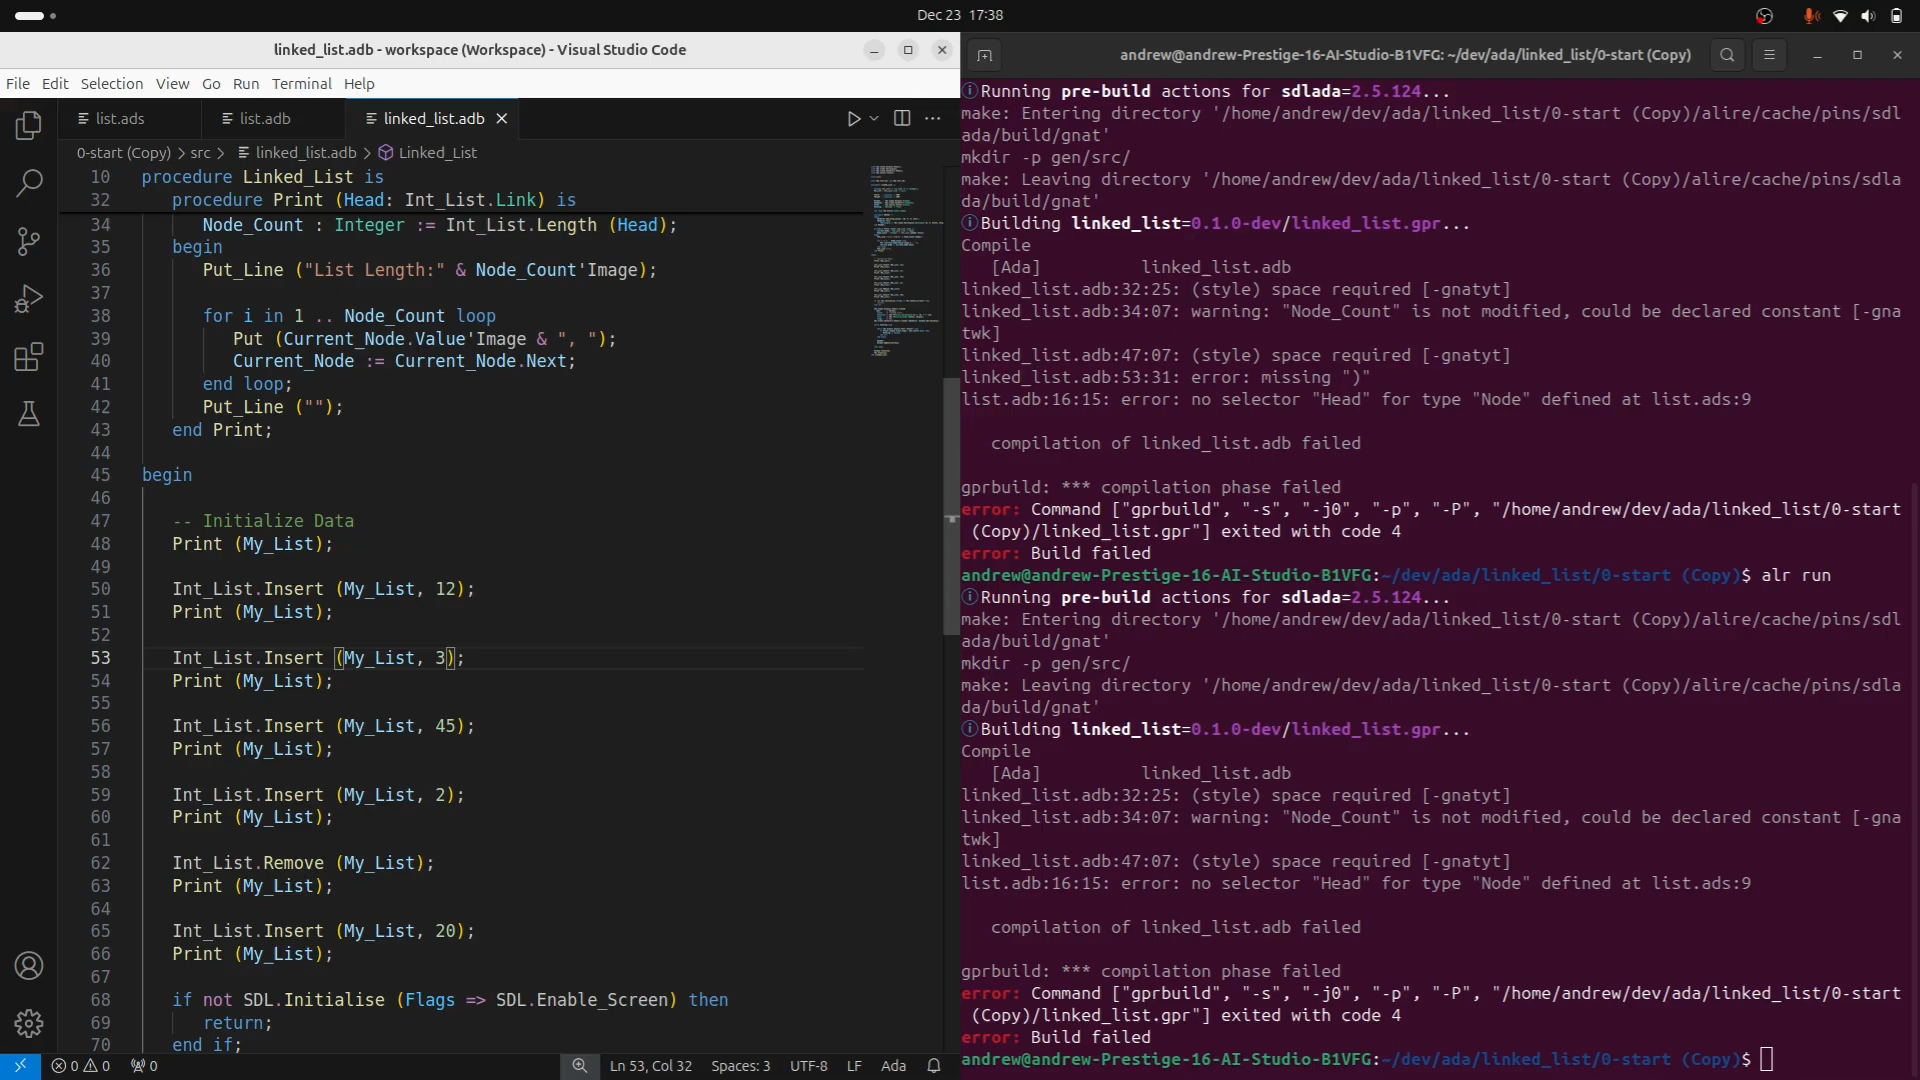 Dec 23 17:38
linked_list.adb - workspace (Workspace) - Visual Studio Code
File Edit Selection View Go Run Terminal Help
list.ads
list.adb
linked_list.adb
0-start (Copy) > src > linked_list.adb > Linked_List
10 procedure Linked_List is
32 procedure Print (Head: Int_List.Link) is
34 Node_Count : Integer := Int_List.Length (Head);
35 begin
36 Put_Line ("List Length:" & Node_Count'Image);
37
38 for i in 1 .. Node_Count loop
39 Put (Current_Node.Value'Image & ", ");
40 Current_Node := Current_Node.Next;
41 end loop;
42 Put_Line ("");
43 end Print;
44
45 begin
46
47 -- Initialize Data
48 Print (My_List);
49
50 Int_List.Insert (My_List, 12);
51 Print (My_List);
52
53 Int_List.Insert (My_List, 3);
54 Print (My_List);
55
56 Int_List.Insert (My_List, 45);
57 Print (My_List);
58
59 Int_List.Insert (My_List, 2);
60 Print (My_List);
61
62 Int_List.Remove (My_List);
63 Print (My_List);
64
65 Int_List.Insert (My_List, 20);
66 Print (My_List);
67
68 if not SDL.Initialise (Flags => SDL.Enable_Screen) then
69 return;
70 end if;
0 0 0 Ln 53, Col 32 Spaces: 3 UTF-8 LF Ada
andrew@andrew-Prestige-16-AI-Studio-B1VFG: ~/dev/ada/linked_list/0-start (Copy)
Running pre-build actions for sdlada=2.5.124...
make: Entering directory '/home/andrew/dev/ada/linked_list/0-start (Copy)/alire/cache/pins/sdl
ada/build/gnat'
mkdir -p gen/src/
make: Leaving directory '/home/andrew/dev/ada/linked_list/0-start (Copy)/alire/cache/pins/sdla
da/build/gnat'
Building linked_list=0.1.0-dev/linked_list.gpr...
Compile
[Ada] linked_list.adb
linked_list.adb:32:25: (style) space required [-gnatyt]
linked_list.adb:34:07: warning: "Node_Count" is not modified, could be declared constant [-gna
twk]
linked_list.adb:47:07: (style) space required [-gnatyt]
linked_list.adb:53:31: error: missing ")"
list.adb:16:15: error: no selector "Head" for type "Node" defined at list.ads:9
compilation of linked_list.adb failed
gprbuild: *** compilation phase failed
error: Command ["gprbuild", "-s", "-j0", "-p", "-P", "/home/andrew/dev/ada/linked_list/0-start
(Copy)/linked_list.gpr"] exited with code 4
error: Build failed
andrew@andrew-Prestige-16-AI-Studio-B1VFG:~/dev/ada/linked_list/0-start (Copy)$ alr run
Running pre-build actions for sdlada=2.5.124...
make: Entering directory '/home/andrew/dev/ada/linked_list/0-start (Copy)/alire/cache/pins/sdl
ada/build/gnat'
mkdir -p gen/src/
make: Leaving directory '/home/andrew/dev/ada/linked_list/0-start (Copy)/alire/cache/pins/sdla
da/build/gnat'
Building linked_list=0.1.0-dev/linked_list.gpr...
Compile
[Ada] linked_list.adb
linked_list.adb:32:25: (style) space required [-gnatyt]
linked_list.adb:34:07: warning: "Node_Count" is not modified, could be declared constant [-gna
twk]
linked_list.adb:47:07: (style) space required [-gnatyt]
list.adb:16:15: error: no selector "Head" for type "Node" defined at list.ads:9
compilation of linked_list.adb failed
gprbuild: *** compilation phase failed
error: Command ["gprbuild", "-s", "-j0", "-p", "-P", "/home/andrew/dev/ada/linked_list/0-start
(Copy)/linked_list.gpr"] exited with code 4
error: Build failed
andrew@andrew-Prestige-16-AI-Studio-B1VFG:~/dev/ada/linked_list/0-start (Copy)$